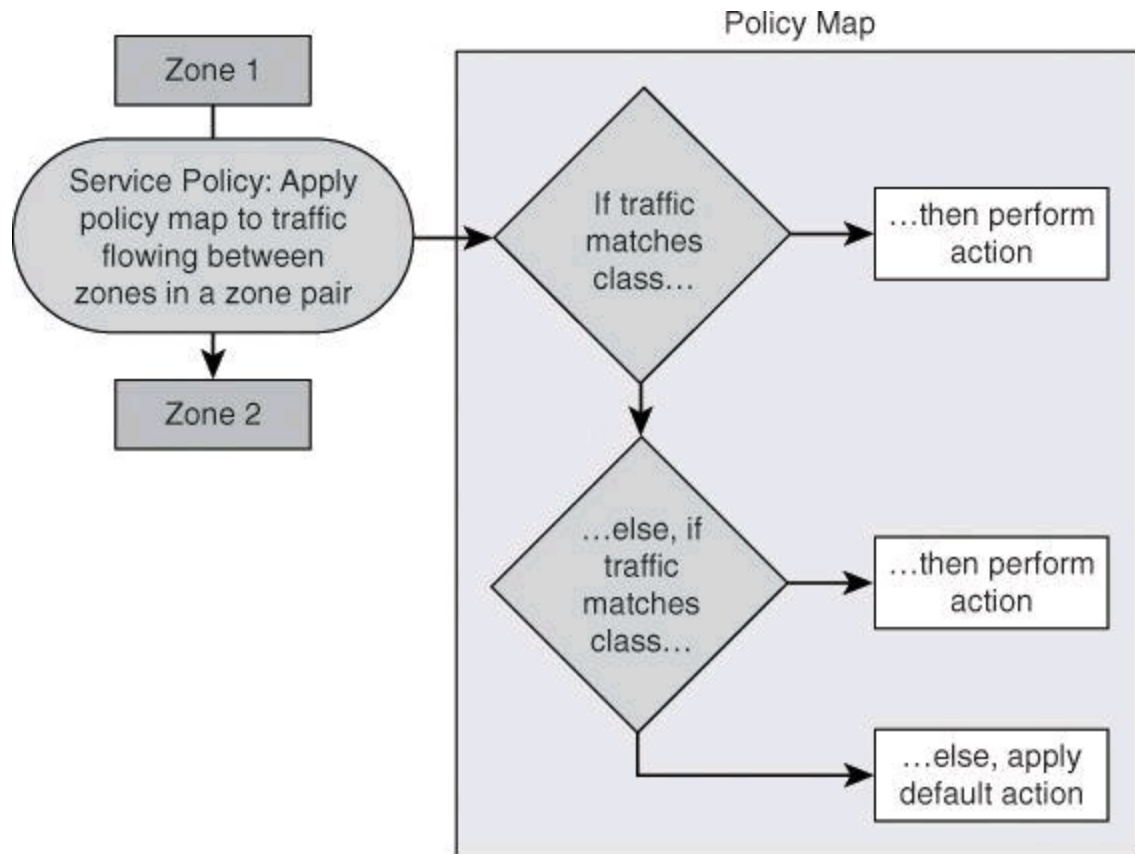 Policy Map
Zone 1
Service Policy: Apply
policy map to traffic
flowing between
zones in a zone pair
Zone 2
If traffic
matches
class…
…then perform
action
…else, if
traffic
matches
class…
…then perform
action
…else, apply
default action